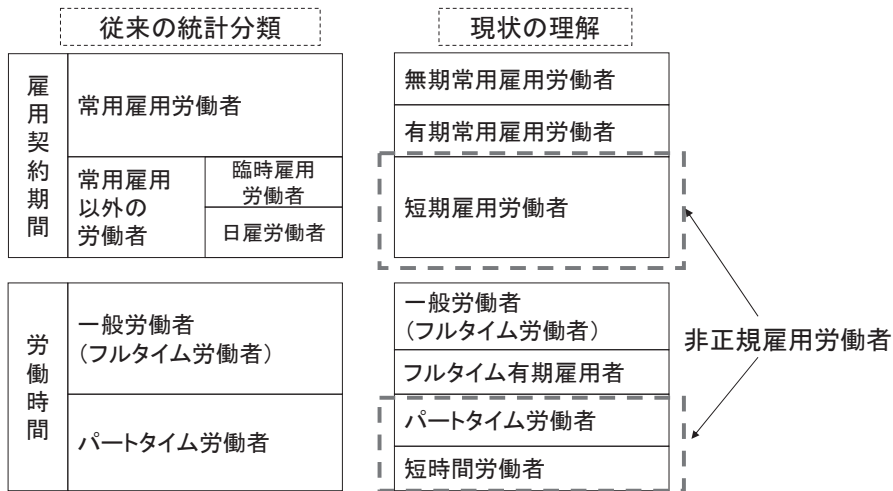 従来の統計分類
現状の理解
雇用契約期間
常用雇用労働者
常用雇用
以外の
労働者
臨時雇用
労働者
日雇労働者
無期常用雇用労働者
有期常用雇用労働者
短期雇用労働者
非正規雇用労働者
労働時間
一般労働者
（フルタイム労働者）
パートタイム労働者
一般労働者
（フルタイム労働者）
フルタイム有期雇用者
パートタイム労働者
短時間労働者